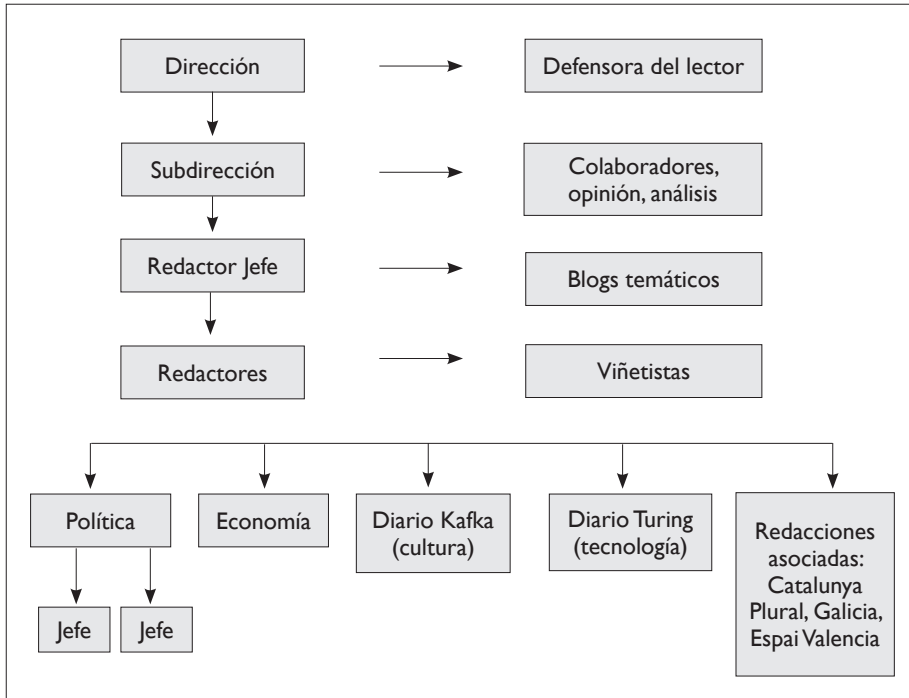 Dirección
Defensora del lector
Subdirección
Colaboradores,
opinión, análisis
Redactor Jefe
Blogs temáticos
Redactores
Viñetistas
Política
Economía
Diario Kafka
(cultura)
Diario Turing
(tecnología)
Redacciones
asociadas:
Catalunya
Plural, Galicia,
Espai Valencia
Jefe
Jefe